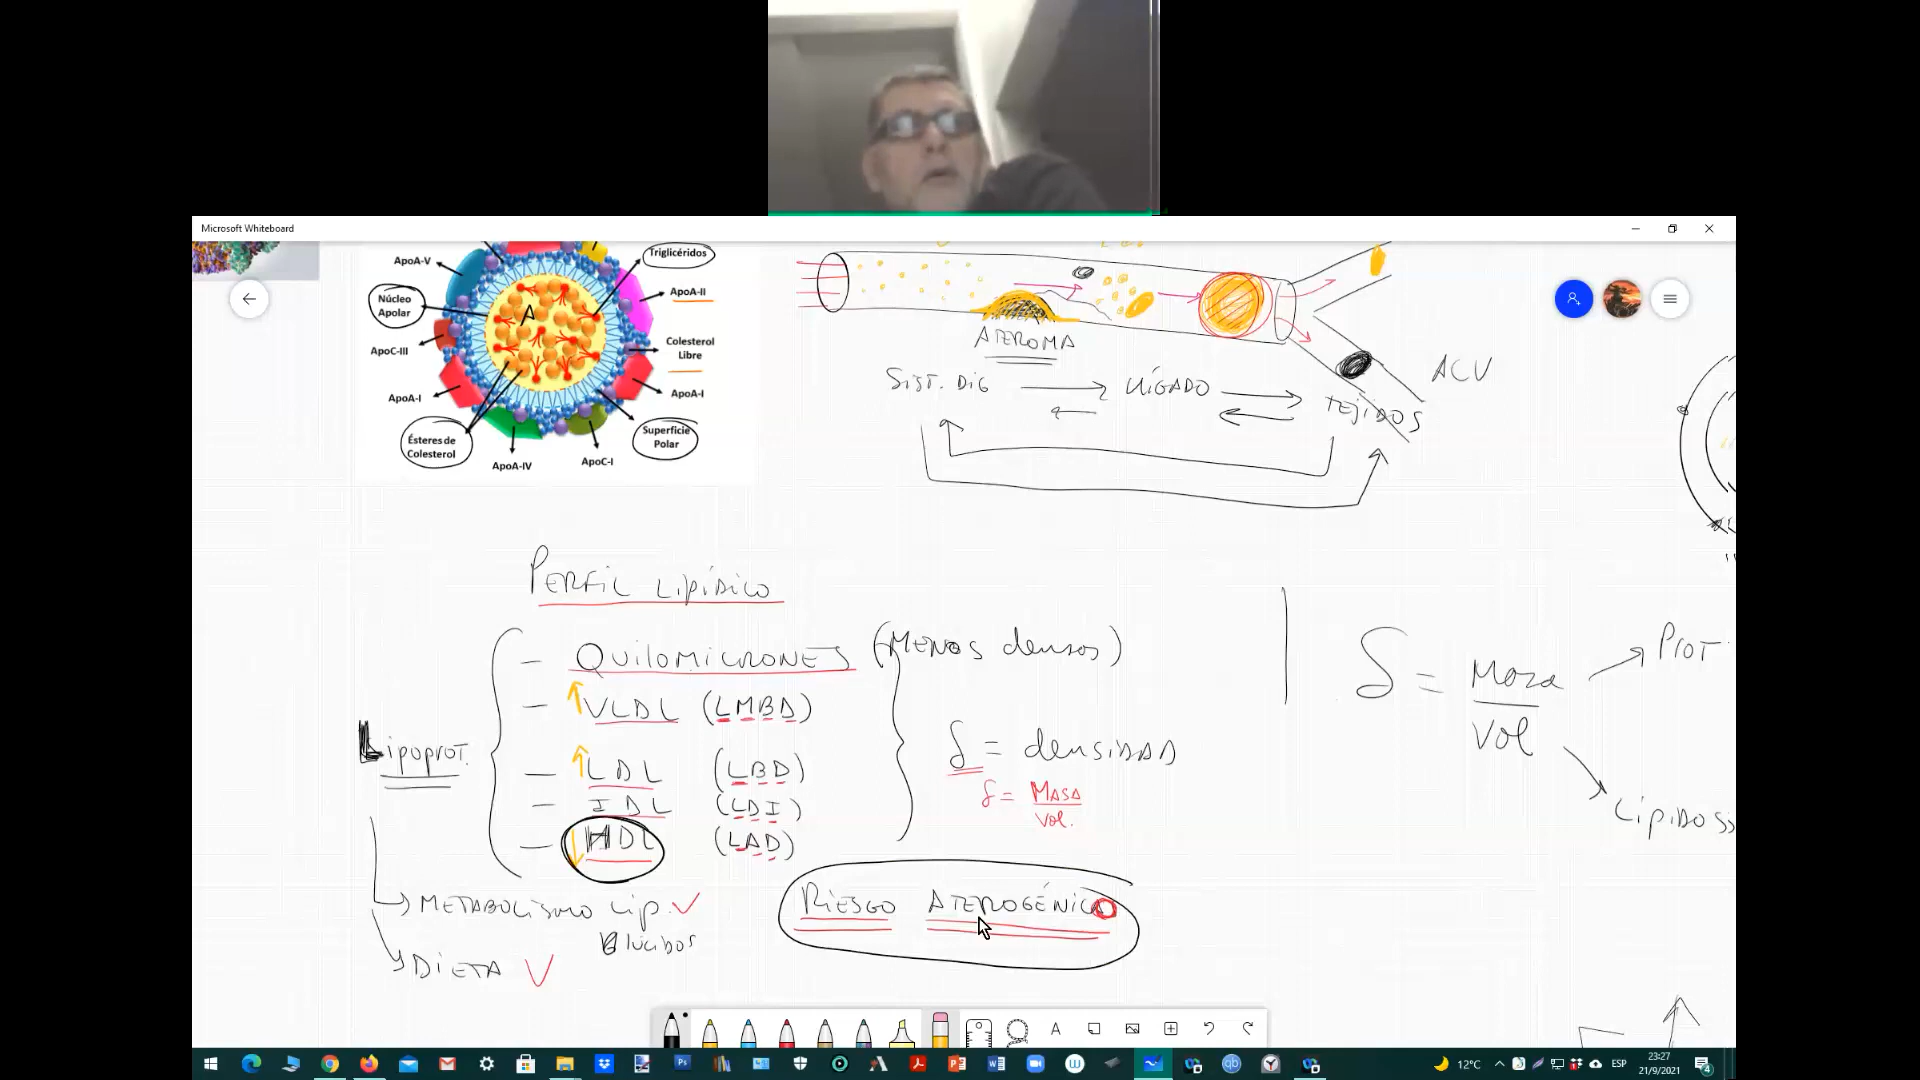 Microsoft Whiteboard
ApoA-V
Triglicéridos
Núcleo
Apolar
A
ApoA-II
ApoC-III
Colesterol
Libre
ApoA-I
ApoA-I
Ésteres de
Colesterol
Superficie
Polar
ApoA-IV
ApoC-I
ATEROMA
SIST. DIG
HÍGADO
TEJIDOS
ACV
PERFIL LIPÍDICO
- QUILOMICRONES (MENOS densos)
- VLDL (LMBD)
- LDL (LBD)
- IDL (LDI)
- HDL (LAD)
Lipoprot.
δ = densidad
δ = MASA
Vol.
δ = Masa
Vol
Prot
Lípidos
METABOLISMO Lip.
Glúcidos
DIETA
RIESGO ATEROGÉNICO
12°C
ESP
23:27
21/9/2021
4